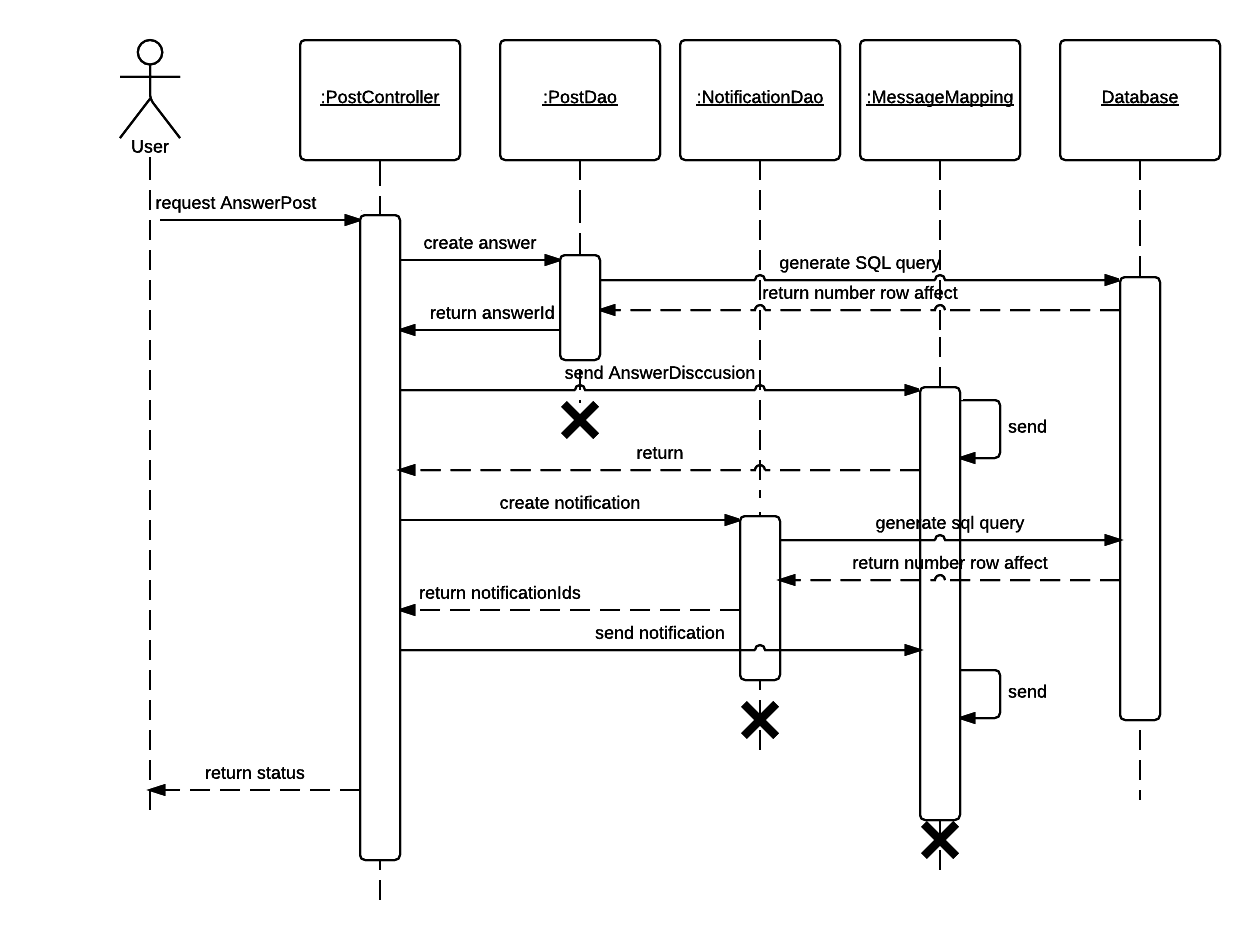 :PostController
:PostDao
:NotificationDao
:MessageMapping
Database
User
request AnswerPost
create answer
generate SQL query
return number row affect
return answerId
send AnswerDisccusion
send
return
create notification
generate sql query
return number row affect
return notificationIds
send notification
send
return status